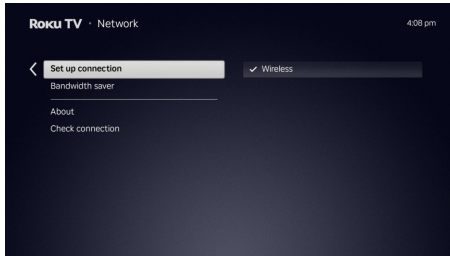 Roku TV · Network
4:08 pm
Set up connection
✓ Wireless
Bandwidth saver
About
Check connection